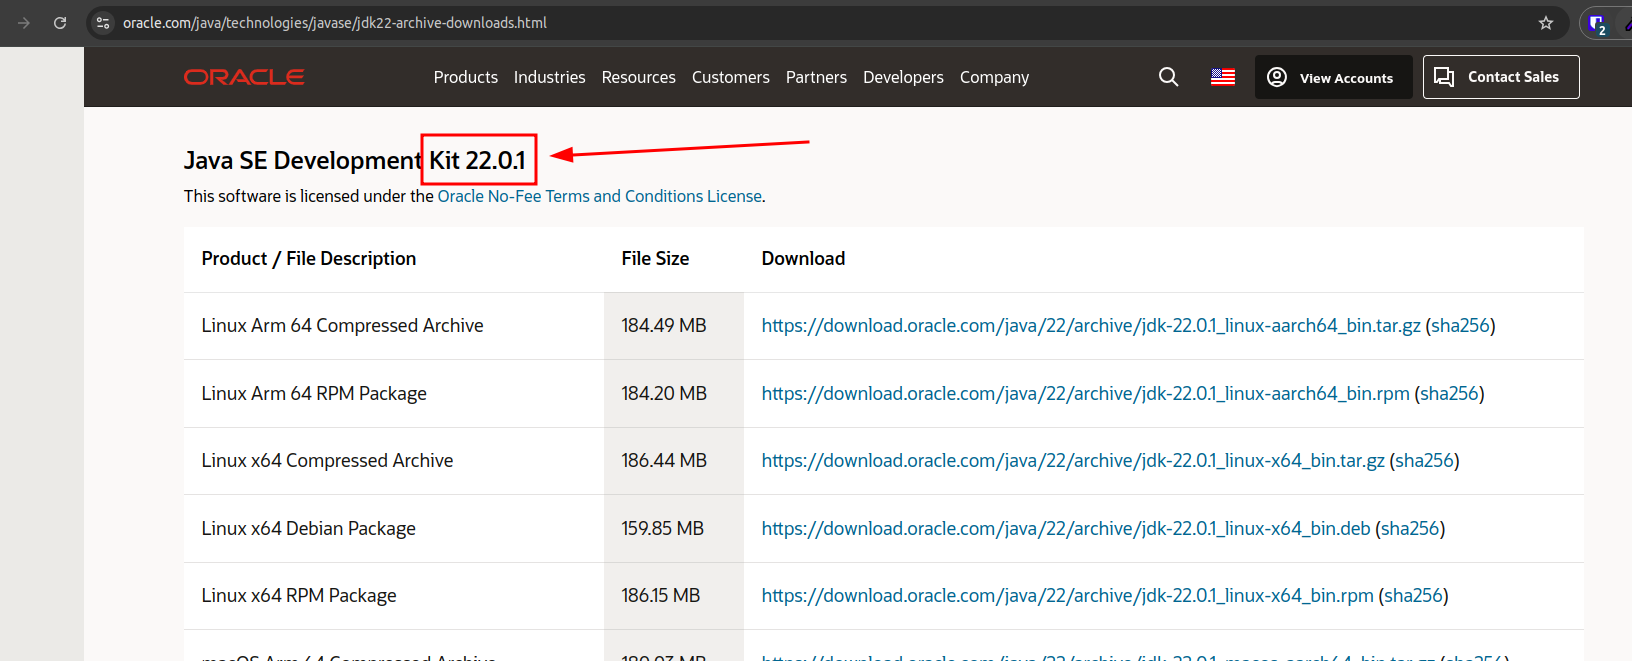 oracle.com/java/technologies/javase/jdk22-archive-downloads.html
2
ORACLE Products Industries Resources Customers Partners Developers Company View Accounts Contact Sales
Java SE Development Kit 22.0.1
This software is licensed under the Oracle No-Fee Terms and Conditions License.
Product / File Description File Size Download
Linux Arm 64 Compressed Archive 184.49 MB https://download.oracle.com/java/22/archive/jdk-22.0.1_linux-aarch64_bin.tar.gz (sha256)
Linux Arm 64 RPM Package 184.20 MB https://download.oracle.com/java/22/archive/jdk-22.0.1_linux-aarch64_bin.rpm (sha256)
Linux x64 Compressed Archive 186.44 MB https://download.oracle.com/java/22/archive/jdk-22.0.1_linux-x64_bin.tar.gz (sha256)
Linux x64 Debian Package 159.85 MB https://download.oracle.com/java/22/archive/jdk-22.0.1_linux-x64_bin.deb (sha256)
Linux x64 RPM Package 186.15 MB https://download.oracle.com/java/22/archive/jdk-22.0.1_linux-x64_bin.rpm (sha256)